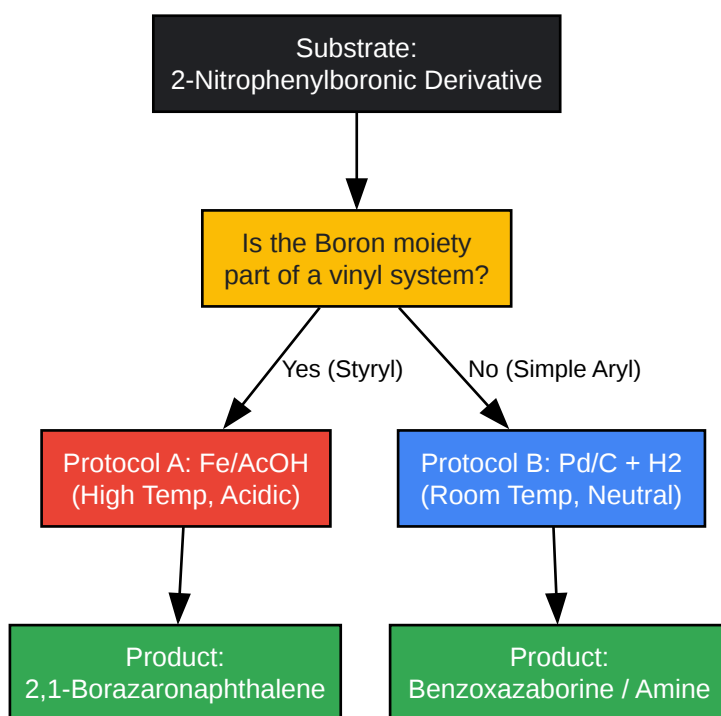 Substrate:
2-Nitrophenylboronic Derivative
Is the Boron moiety
part of a vinyl system?
Yes (Styryl)
No (Simple Aryl)
Protocol A: Fe/AcOH
(High Temp, Acidic)
Protocol B: Pd/C + H2
(Room Temp, Neutral)
Product:
2,1-Borazaronaphthalene
Product:
Benzoxazaborine / Amine